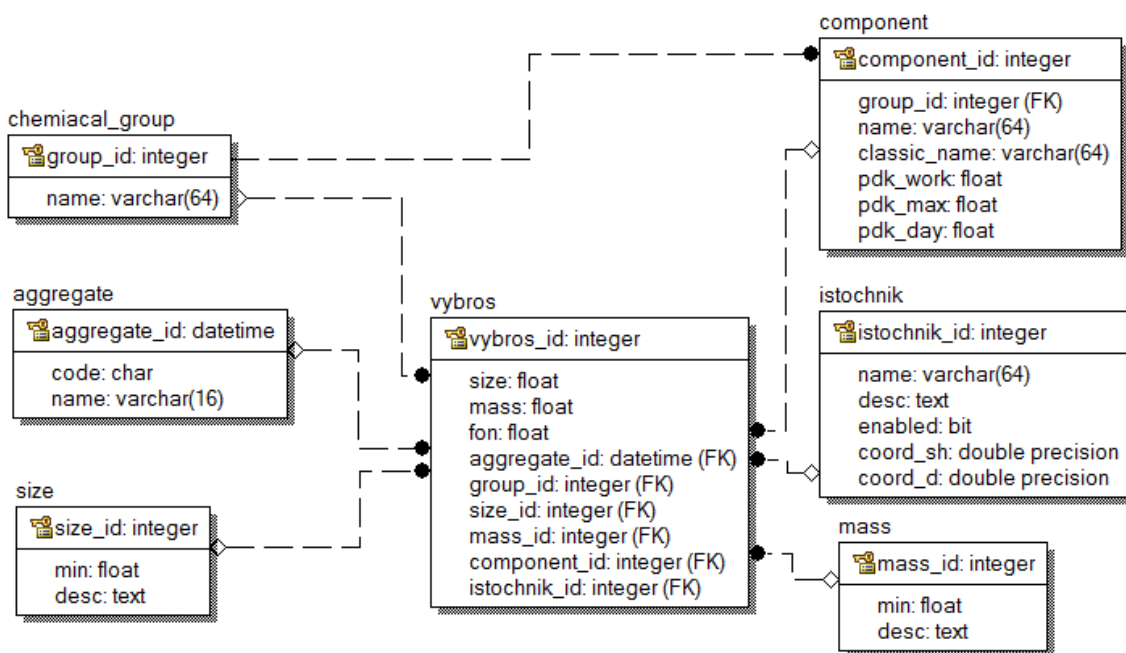 component
component_id: integer
group_id: integer (FK)
name: varchar(64)
classic_name: varchar(64)
pdk_work: float
pdk_max: float
pdk_day: float
chemiacal_group
group_id: integer
name: varchar(64)
aggregate
aggregate_id: datetime
code: char
name: varchar(16)
vybros
vybros_id: integer
size: float
mass: float
fon: float
aggregate_id: datetime (FK)
group_id: integer (FK)
size_id: integer (FK)
mass_id: integer (FK)
component_id: integer (FK)
istochnik_id: integer (FK)
istochnik
istochnik_id: integer
name: varchar(64)
desc: text
enabled: bit
coord_sh: double precision
coord_d: double precision
size
size_id: integer
min: float
desc: text
mass
mass_id: integer
min: float
desc: text